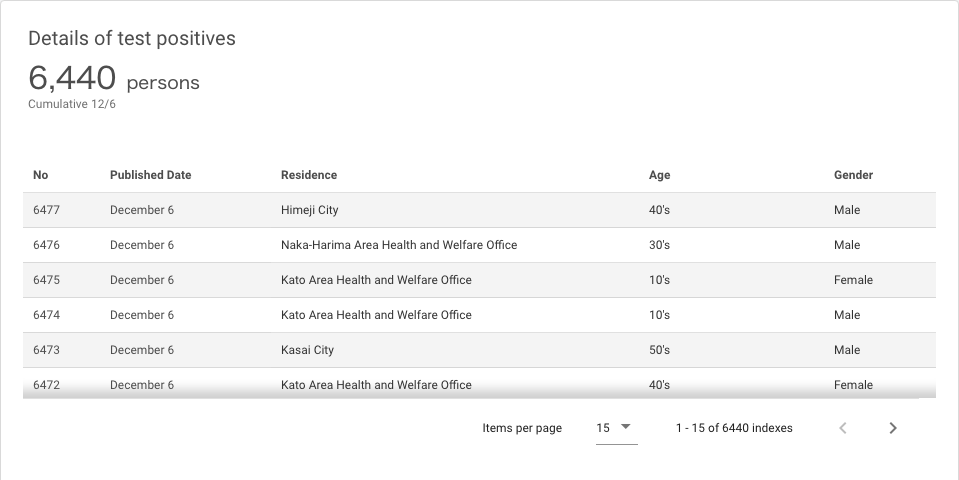 Details of test positives
6,440 persons
Cumulative 12/6
No Published Date Residence Age Gender
6477 December 6 Himeji City 40's Male
6476 December 6 Naka-Harima Area Health and Welfare Office 30's Male
6475 December 6 Kato Area Health and Welfare Office 10's Female
6474 December 6 Kato Area Health and Welfare Office 10's Male
6473 December 6 Kasai City 50's Male
6472 December 6 Kato Area Health and Welfare Office 40's Female
Items per page 15 1 - 15 of 6440 indexes